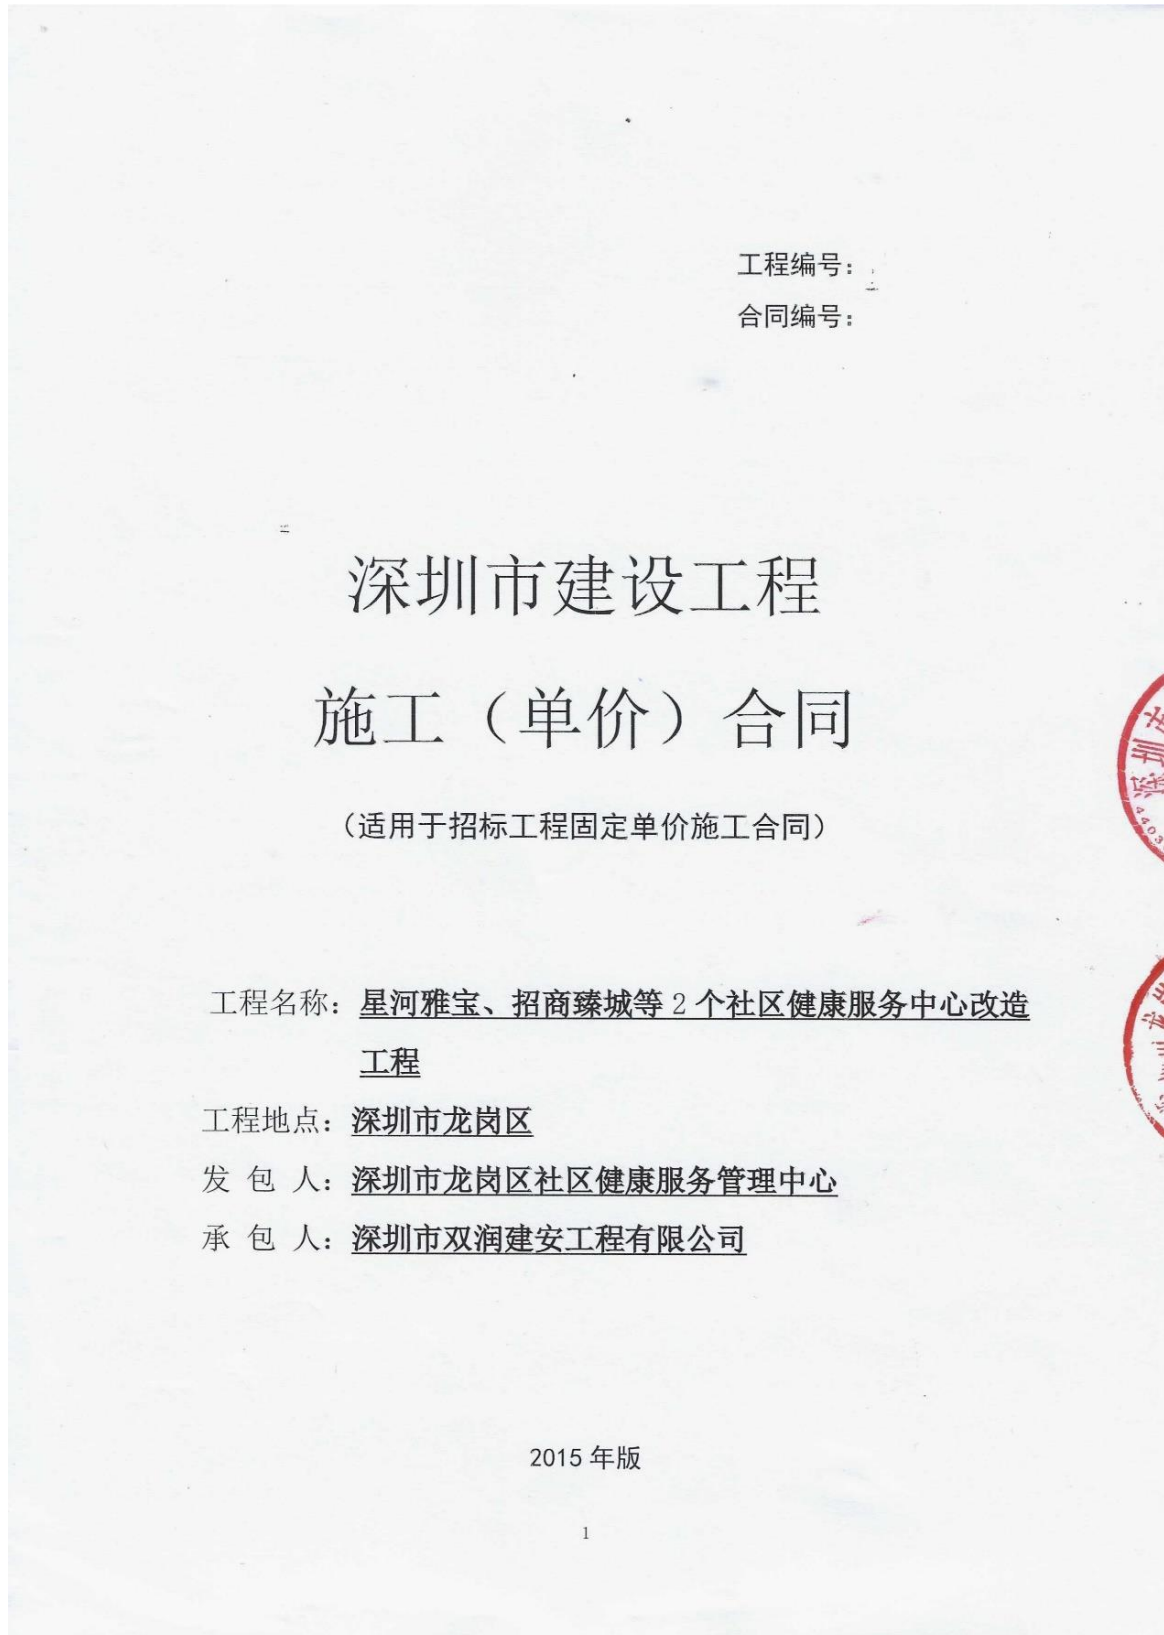 工程编号：
合同编号：
深圳市建设工程
施工（单价）合同
（适用于招标工程固定单价施工合同）
工程名称：星河雅宝、招商臻城等 2 个社区健康服务中心改造
工程
工程地点：深圳市龙岗区
发 包 人：深圳市龙岗区社区健康服务管理中心
承 包 人：深圳市双润建安工程有限公司
2015 年版
1
深圳市
4403